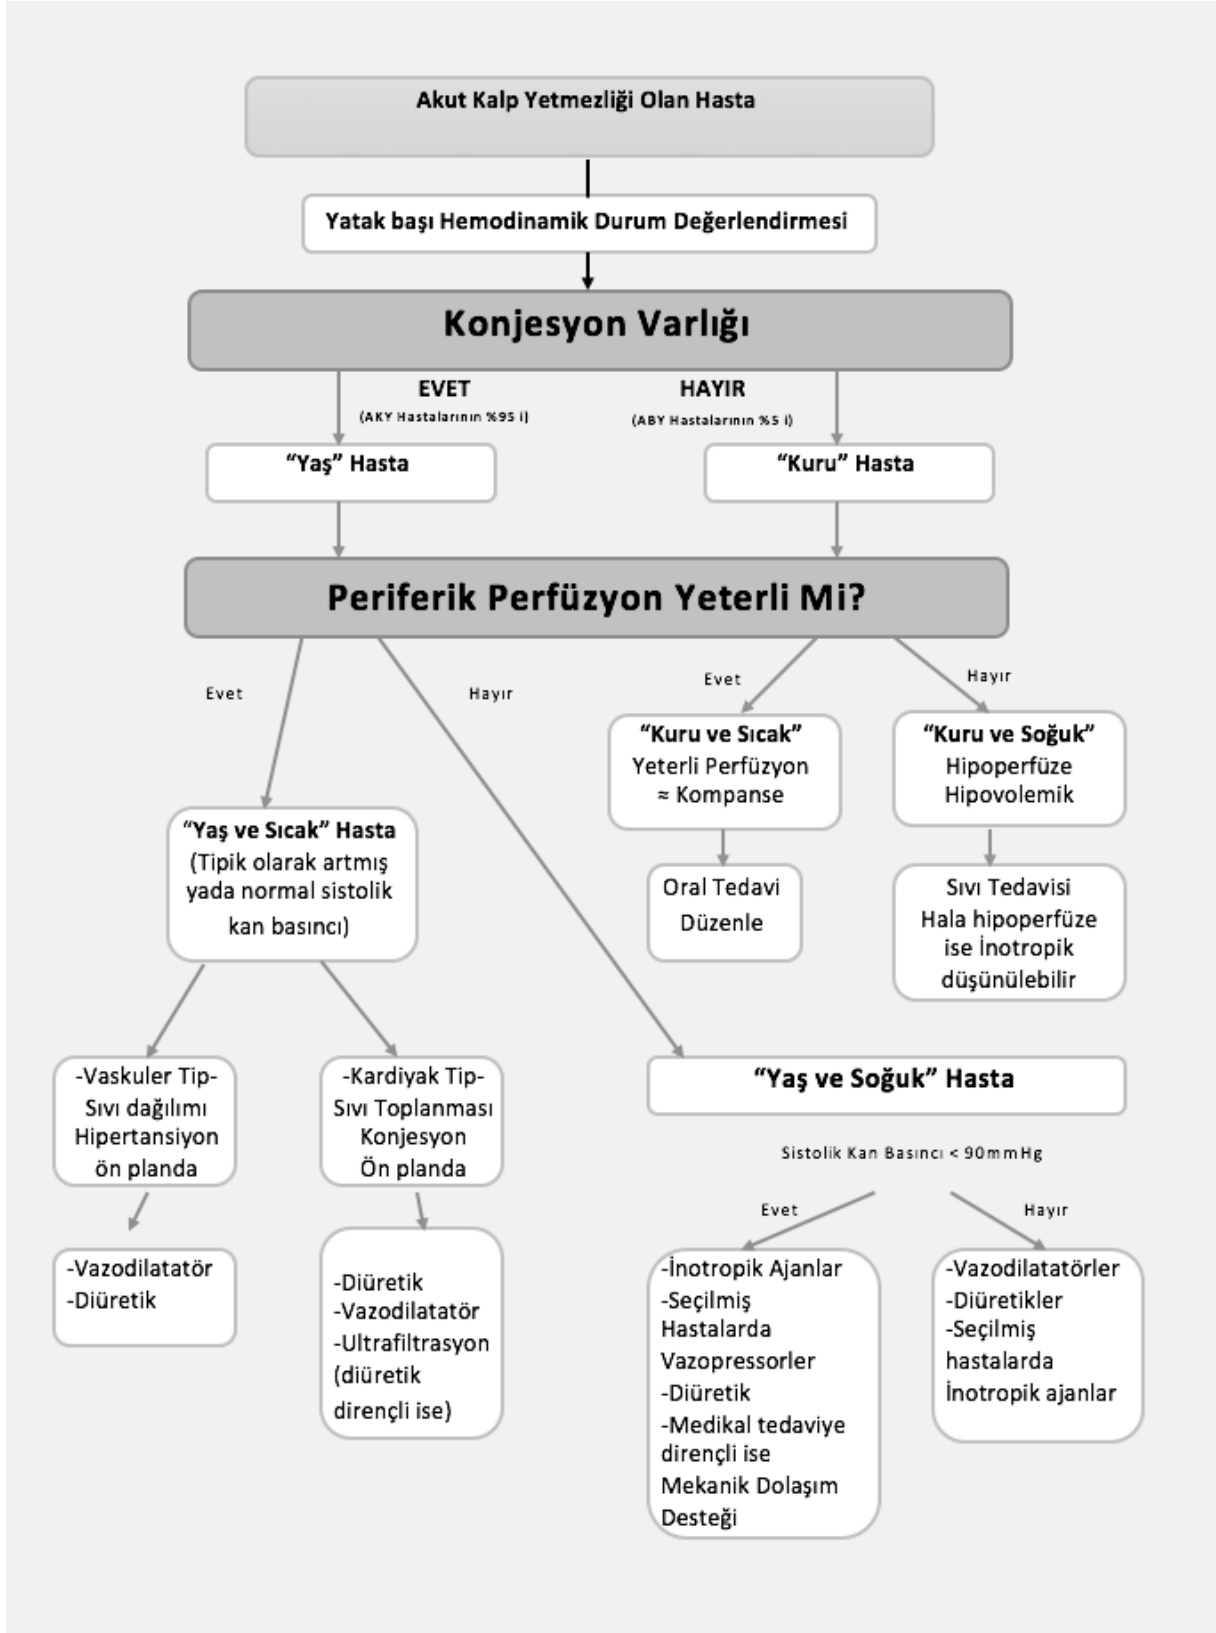 Akut Kalp Yetmezliği Olan Hasta
Yatak başı Hemodinamik Durum Değerlendirmesi
Konjesyon Varlığı
EVET
(AKY Hastalarının %95 i)
HAYIR
(ABY Hastalarının %5 i)
“Yaş” Hasta
“Kuru” Hasta
Periferik Perfüzyon Yeterli Mi?
Evet
Hayır
Evet
Hayır
“Kuru ve Sıcak”
Yeterli Perfüzyon
≈ Kompanse
“Kuru ve Soğuk”
Hipoperfüze
Hipovolemik
“Yaş ve Sıcak” Hasta
(Tipik olarak artmış
yada normal sistolik
kan basıncı)
Oral Tedavi
Düzenle
Sıvı Tedavisi
Hala hipoperfüze
ise İnotropik
düşünülebilir
-Vaskuler Tip-
Sıvı dağılımı
Hipertansiyon
ön planda
-Kardiyak Tip-
Sıvı Toplanması
Konjesyon
Ön planda
“Yaş ve Soğuk” Hasta
Sistolik Kan Basıncı < 90mmHg
Evet
Hayır
-Vazodilatatör
-Diüretik
-Diüretik
-Vazodilatatör
-Ultrafiltrasyon
(diüretik
dirençli ise)
-İnotropik Ajanlar
-Seçilmiş
Hastalarda
Vazopressorler
-Diüretik
-Medikal tedaviye
dirençli ise
Mekanik Dolaşım
Desteği
-Vazodilatatörler
-Diüretikler
-Seçilmiş
hastalarda
İnotropik ajanlar